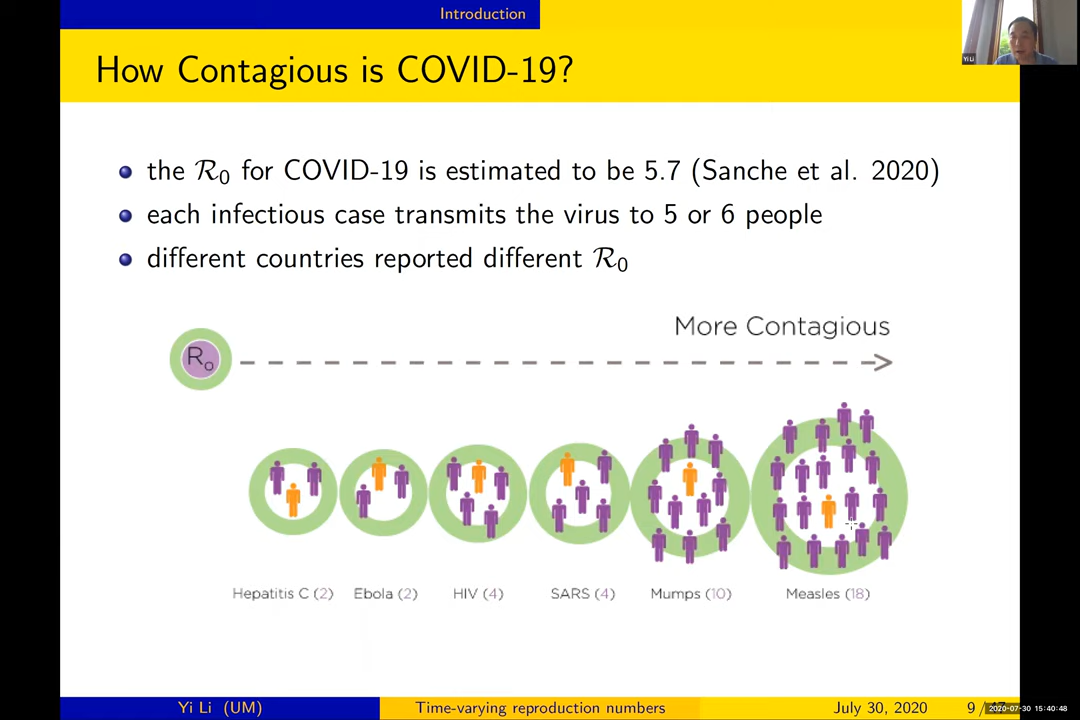 Introduction
Yi Li
How Contagious is COVID-19?
the R0 for COVID-19 is estimated to be 5.7 (Sanche et al. 2020)
each infectious case transmits the virus to 5 or 6 people
different countries reported different R0
More Contagious
Ro
Hepatitis C (2) Ebola (2) HIV (4) SARS (4) Mumps (10) Measles (18)
Yi Li (UM) Time-varying reproduction numbers July 30, 2020 9 /
2020-07-30 15:40:48